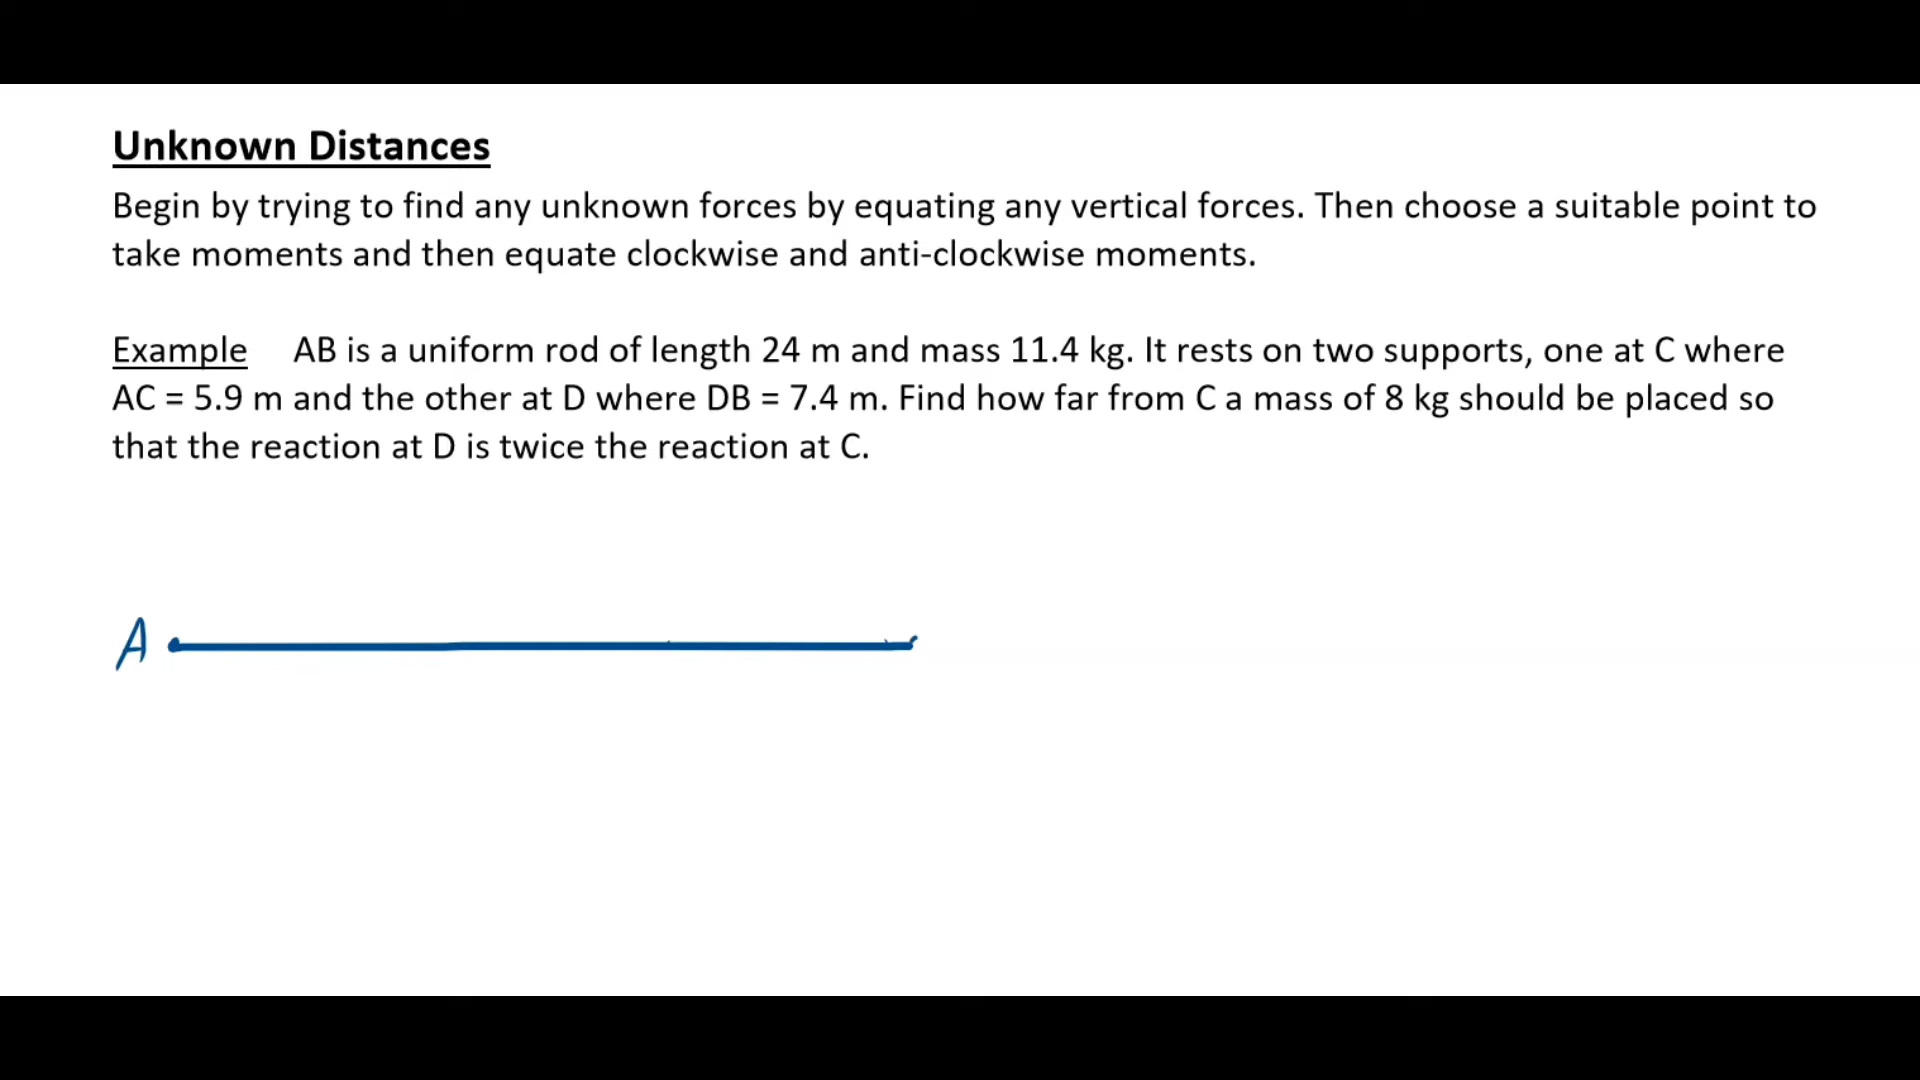 Unknown Distances
Begin by trying to find any unknown forces by equating any vertical forces. Then choose a suitable point to
take moments and then equate clockwise and anti-clockwise moments.
Example AB is a uniform rod of length 24 m and mass 11.4 kg. It rests on two supports, one at C where
AC = 5.9 m and the other at D where DB = 7.4 m. Find how far from C a mass of 8 kg should be placed so
that the reaction at D is twice the reaction at C.
A